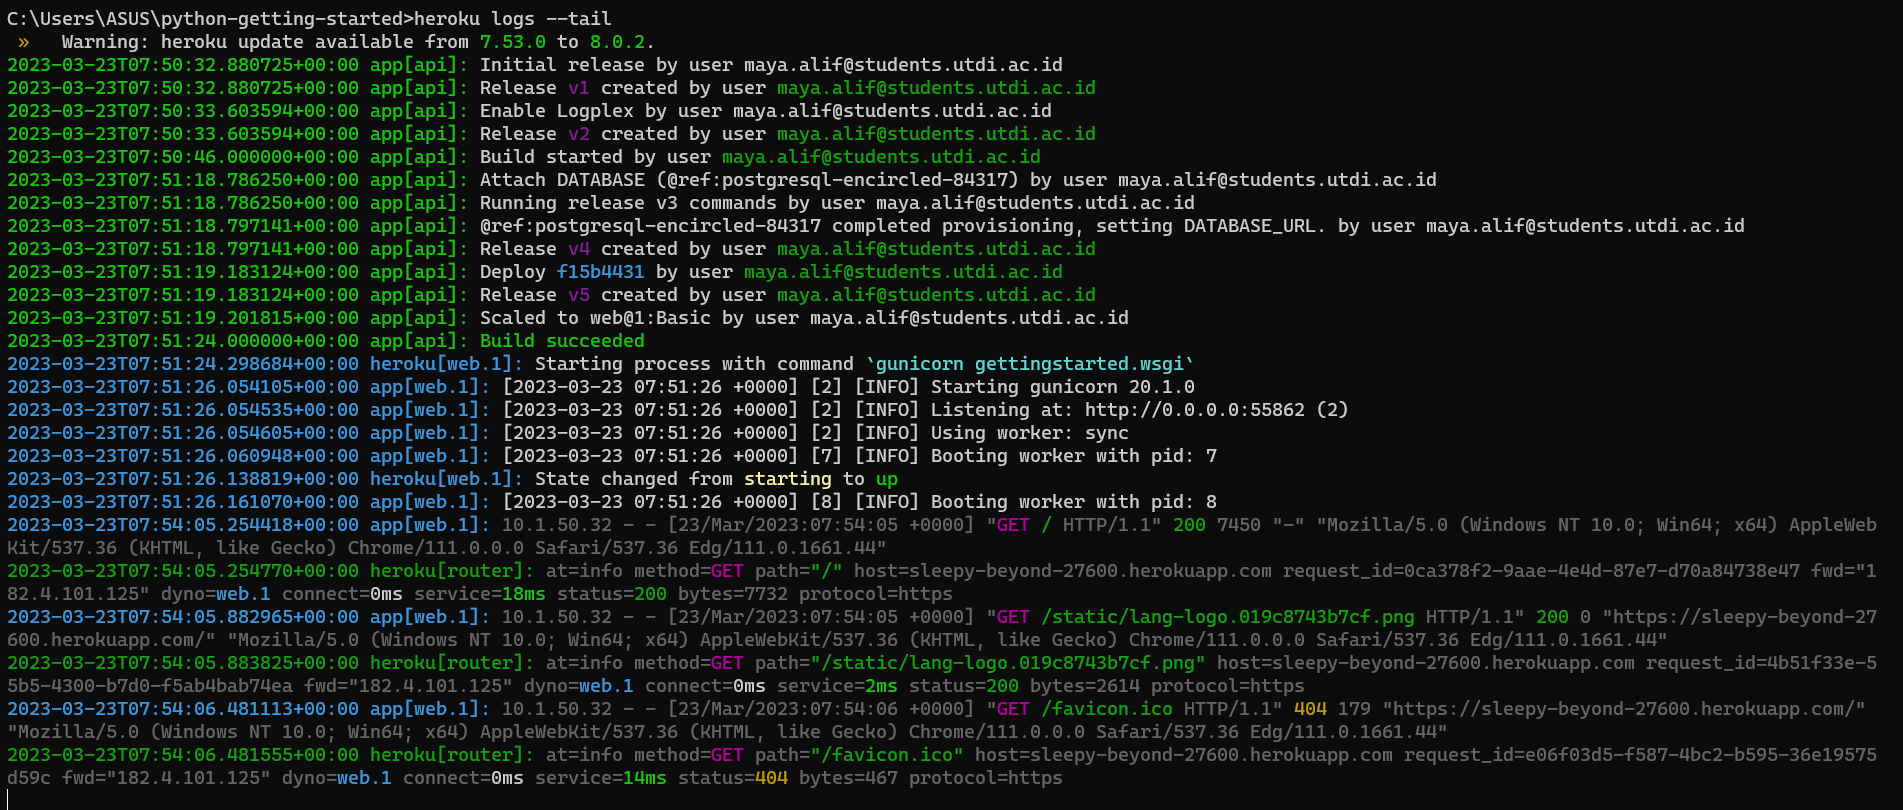 C:\Users\ASUS\python-getting-started>heroku logs --tail
 »   Warning: heroku update available from 7.53.0 to 8.0.2.
2023-03-23T07:50:32.880725+00:00 app[api]: Initial release by user maya.alif@students.utdi.ac.id
2023-03-23T07:50:32.880725+00:00 app[api]: Release v1 created by user maya.alif@students.utdi.ac.id
2023-03-23T07:50:33.603594+00:00 app[api]: Enable Logplex by user maya.alif@students.utdi.ac.id
2023-03-23T07:50:33.603594+00:00 app[api]: Release v2 created by user maya.alif@students.utdi.ac.id
2023-03-23T07:50:46.000000+00:00 app[api]: Build started by user maya.alif@students.utdi.ac.id
2023-03-23T07:51:18.786250+00:00 app[api]: Attach DATABASE (@ref:postgresql-encircled-84317) by user maya.alif@students.utdi.ac.id
2023-03-23T07:51:18.786250+00:00 app[api]: Running release v3 commands by user maya.alif@students.utdi.ac.id
2023-03-23T07:51:18.797141+00:00 app[api]: @ref:postgresql-encircled-84317 completed provisioning, setting DATABASE_URL. by user maya.alif@students.utdi.ac.id
2023-03-23T07:51:18.797141+00:00 app[api]: Release v4 created by user maya.alif@students.utdi.ac.id
2023-03-23T07:51:19.183124+00:00 app[api]: Deploy f15b4431 by user maya.alif@students.utdi.ac.id
2023-03-23T07:51:19.183124+00:00 app[api]: Release v5 created by user maya.alif@students.utdi.ac.id
2023-03-23T07:51:19.201815+00:00 app[api]: Scaled to web@1:Basic by user maya.alif@students.utdi.ac.id
2023-03-23T07:51:24.000000+00:00 app[api]: Build succeeded
2023-03-23T07:51:24.298684+00:00 heroku[web.1]: Starting process with command `gunicorn gettingstarted.wsgi`
2023-03-23T07:51:26.054105+00:00 app[web.1]: [2023-03-23 07:51:26 +0000] [2] [INFO] Starting gunicorn 20.1.0
2023-03-23T07:51:26.054535+00:00 app[web.1]: [2023-03-23 07:51:26 +0000] [2] [INFO] Listening at: http://0.0.0.0:55862 (2)
2023-03-23T07:51:26.054605+00:00 app[web.1]: [2023-03-23 07:51:26 +0000] [2] [INFO] Using worker: sync
2023-03-23T07:51:26.060948+00:00 app[web.1]: [2023-03-23 07:51:26 +0000] [7] [INFO] Booting worker with pid: 7
2023-03-23T07:51:26.138819+00:00 heroku[web.1]: State changed from starting to up
2023-03-23T07:51:26.161070+00:00 app[web.1]: [2023-03-23 07:51:26 +0000] [8] [INFO] Booting worker with pid: 8
2023-03-23T07:54:05.254418+00:00 app[web.1]: 10.1.50.32 - - [23/Mar/2023:07:54:05 +0000] "GET / HTTP/1.1" 200 7450 "-" "Mozilla/5.0 (Windows NT 10.0; Win64; x64) AppleWeb
Kit/537.36 (KHTML, like Gecko) Chrome/111.0.0.0 Safari/537.36 Edg/111.0.1661.44"
2023-03-23T07:54:05.254770+00:00 heroku[router]: at=info method=GET path="/" host=sleepy-beyond-27600.herokuapp.com request_id=0ca378f2-9aae-4e4d-87e7-d70a84738e47 fwd="1
82.4.101.125" dyno=web.1 connect=0ms service=18ms status=200 bytes=7732 protocol=https
2023-03-23T07:54:05.882965+00:00 app[web.1]: 10.1.50.32 - - [23/Mar/2023:07:54:05 +0000] "GET /static/lang-logo.019c8743b7cf.png HTTP/1.1" 200 0 "https://sleepy-beyond-27
600.herokuapp.com/" "Mozilla/5.0 (Windows NT 10.0; Win64; x64) AppleWebKit/537.36 (KHTML, like Gecko) Chrome/111.0.0.0 Safari/537.36 Edg/111.0.1661.44"
2023-03-23T07:54:05.883825+00:00 heroku[router]: at=info method=GET path="/static/lang-logo.019c8743b7cf.png" host=sleepy-beyond-27600.herokuapp.com request_id=4b51f33e-5
5b5-4300-b7d0-f5ab4bab74ea fwd="182.4.101.125" dyno=web.1 connect=0ms service=2ms status=200 bytes=2614 protocol=https
2023-03-23T07:54:06.481113+00:00 app[web.1]: 10.1.50.32 - - [23/Mar/2023:07:54:06 +0000] "GET /favicon.ico HTTP/1.1" 404 179 "https://sleepy-beyond-27600.herokuapp.com/"
"Mozilla/5.0 (Windows NT 10.0; Win64; x64) AppleWebKit/537.36 (KHTML, like Gecko) Chrome/111.0.0.0 Safari/537.36 Edg/111.0.1661.44"
2023-03-23T07:54:06.481555+00:00 heroku[router]: at=info method=GET path="/favicon.ico" host=sleepy-beyond-27600.herokuapp.com request_id=e06f03d5-f587-4bc2-b595-36e19575
d59c fwd="182.4.101.125" dyno=web.1 connect=0ms service=14ms status=404 bytes=467 protocol=https